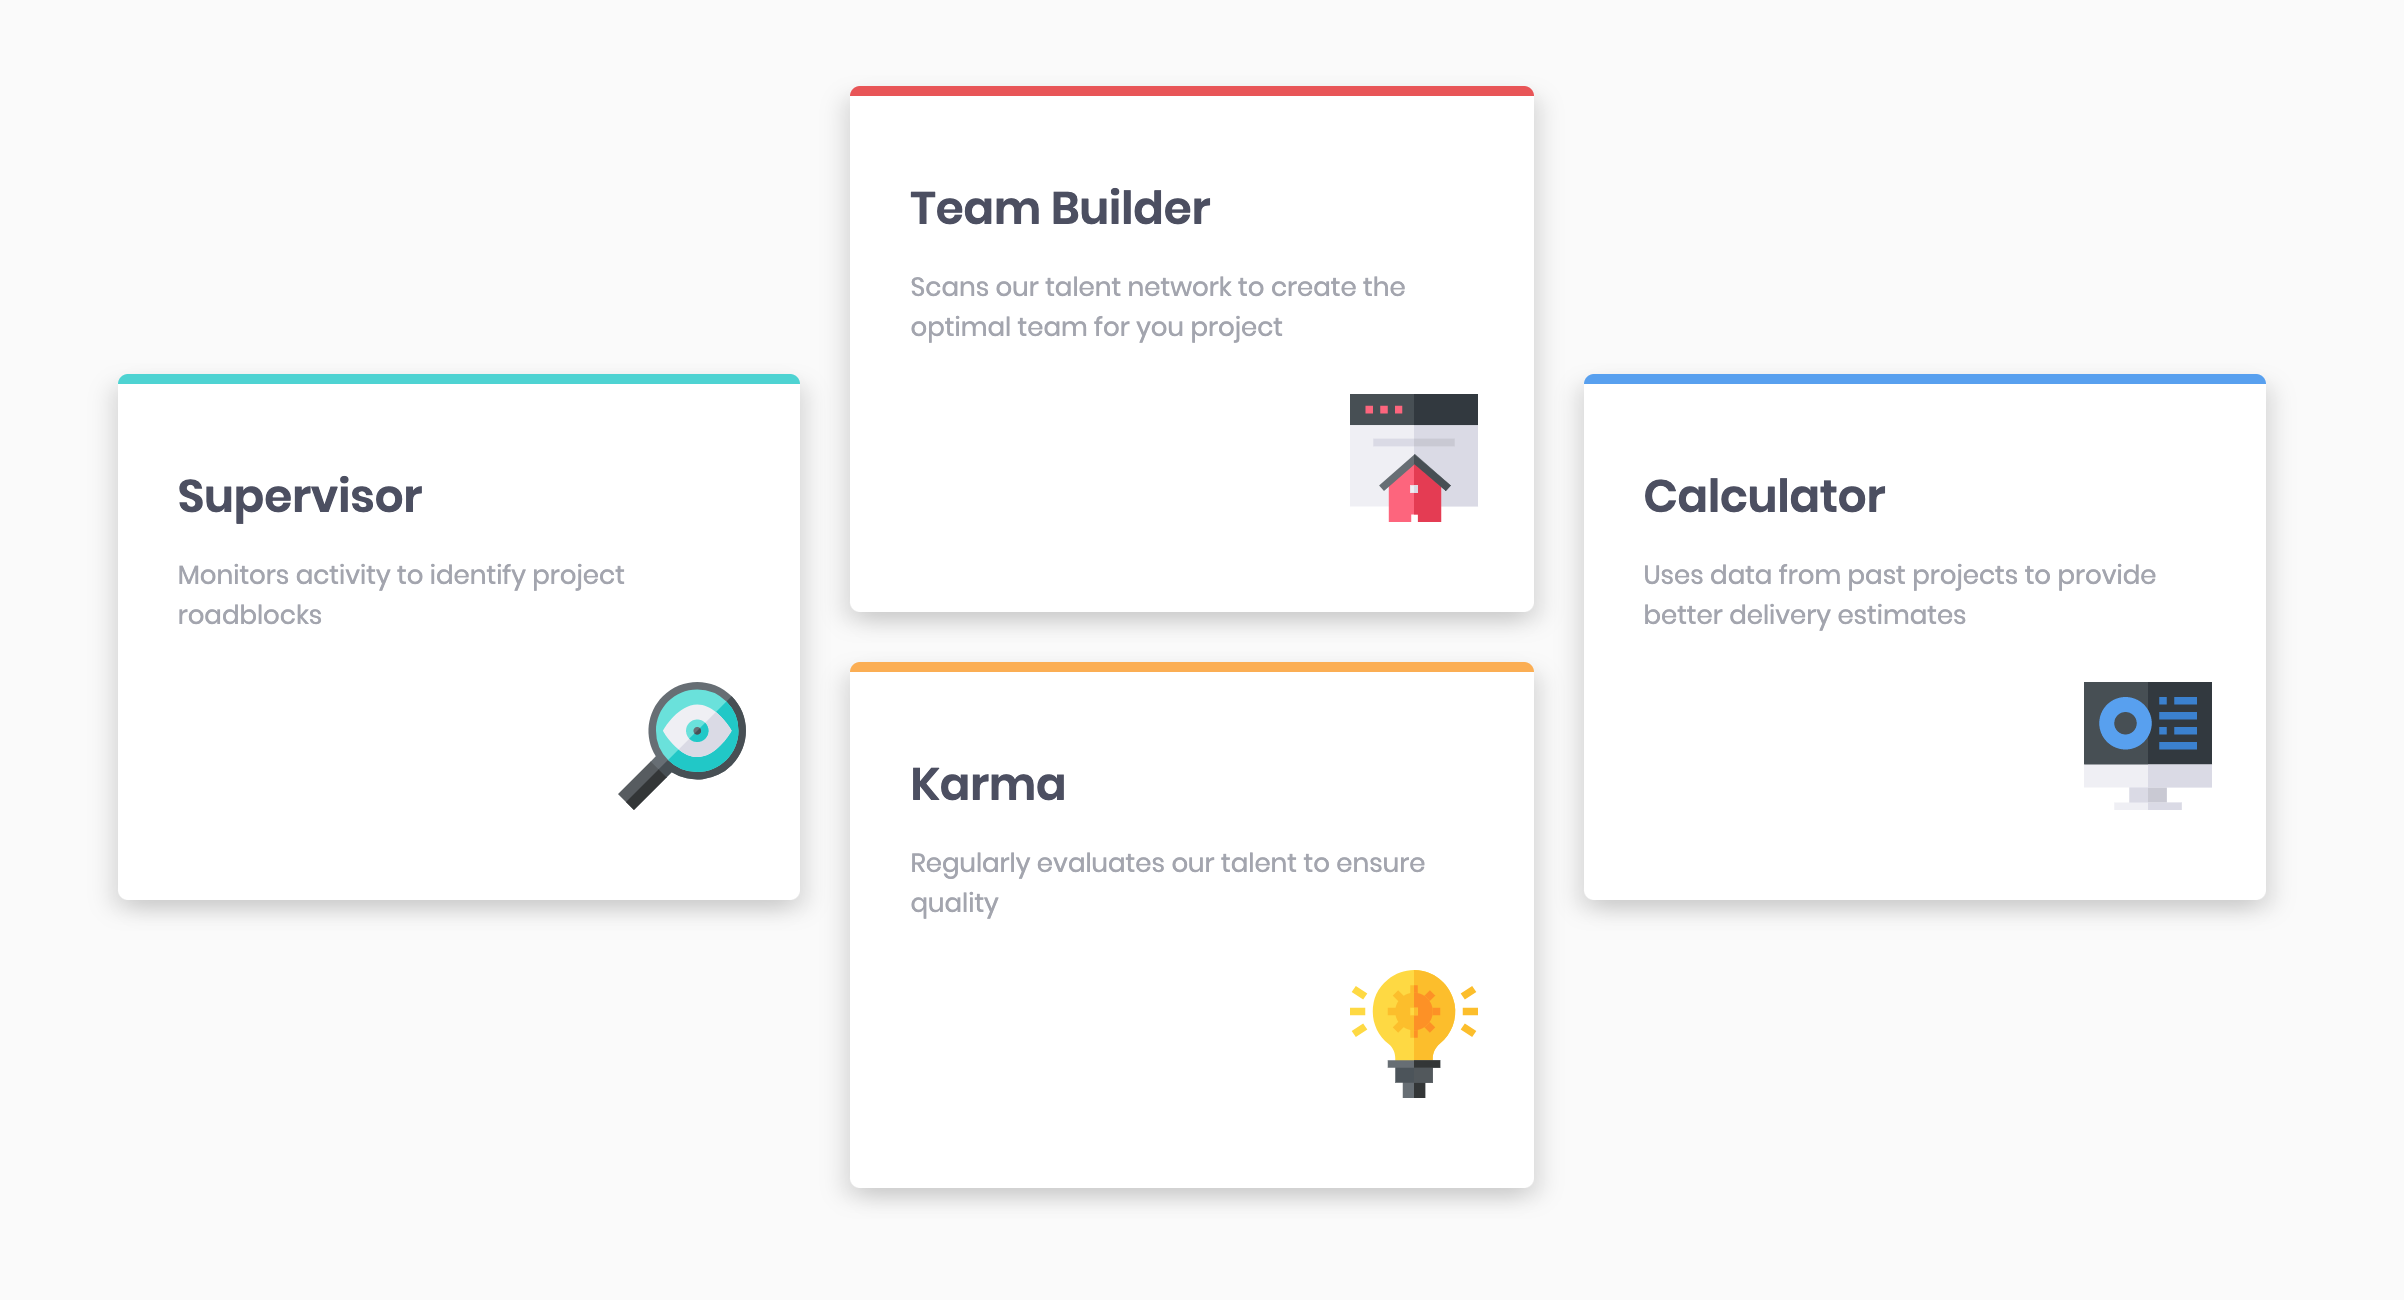 Team Builder
Scans our talent network to create the
optimal team for you project
Supervisor
Monitors activity to identify project
roadblocks
Calculator
Uses data from past projects to provide
better delivery estimates
Karma
Regularly evaluates our talent to ensure
quality